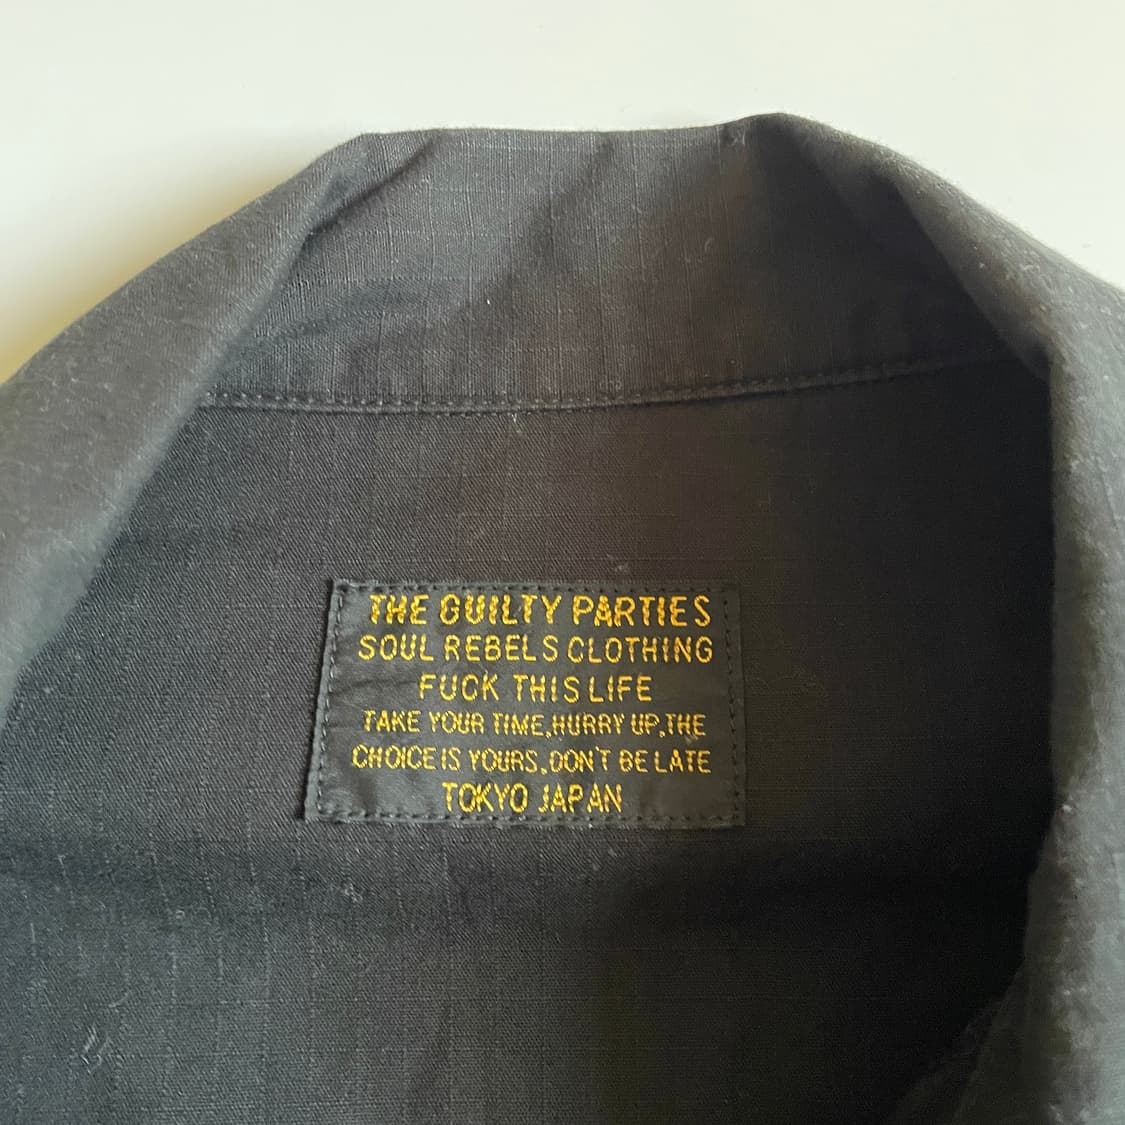 THE GUILTY PARTIES
SOUL REBELS CLOTHING
FUCK THIS LIFE
TAKE YOUR TIME,HURRY UP,THE
CHOICE IS YOURS,DON'T BE LATE
TOKYO JAPAN